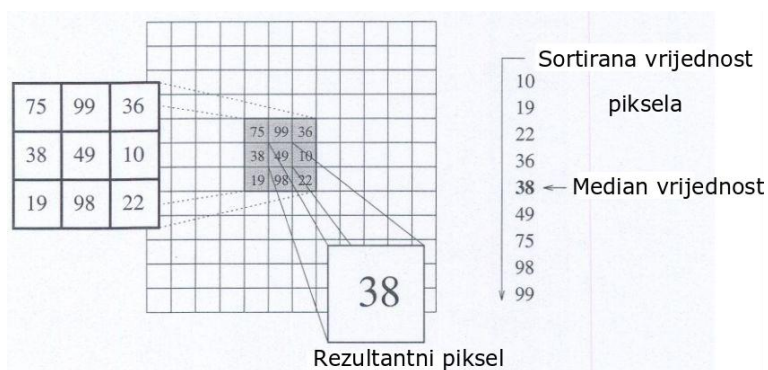 75 99 36
38 49 10
19 98 22
75 99 36
38 49 10
19 98 22
38
Rezultantni piksel
Sortirana vrijednost
piksela
10
19
22
36
38 Median vrijednost
49
75
98
99